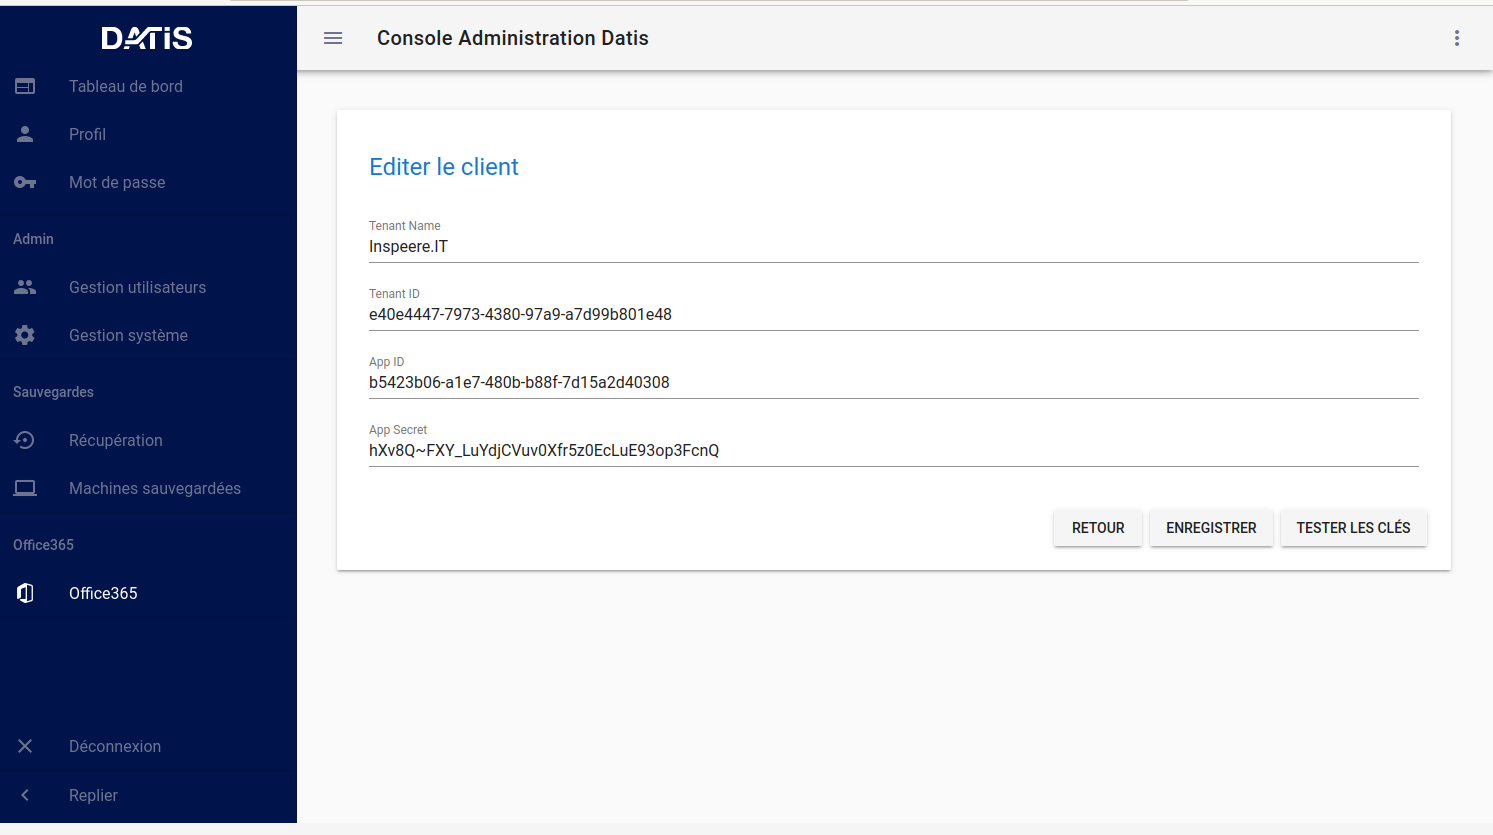 DATiS
Tableau de bord
Profil
Mot de passe
Admin
Gestion utilisateurs
Gestion système
Sauvegardes
Récupération
Machines sauvegardées
Office365
Office365
Déconnexion
Replier
Console Administration Datis
Editer le client
Tenant Name
Inspeere.IT
Tenant ID
e40e4447-7973-4380-97a9-a7d99b801e48
App ID
b5423b06-a1e7-480b-b88f-7d15a2d40308
App Secret
hXv8Q~FXY_LuYdjCVuv0Xfr5z0EcLuE93op3FcnQ
RETOUR
ENREGISTRER
TESTER LES CLÉS